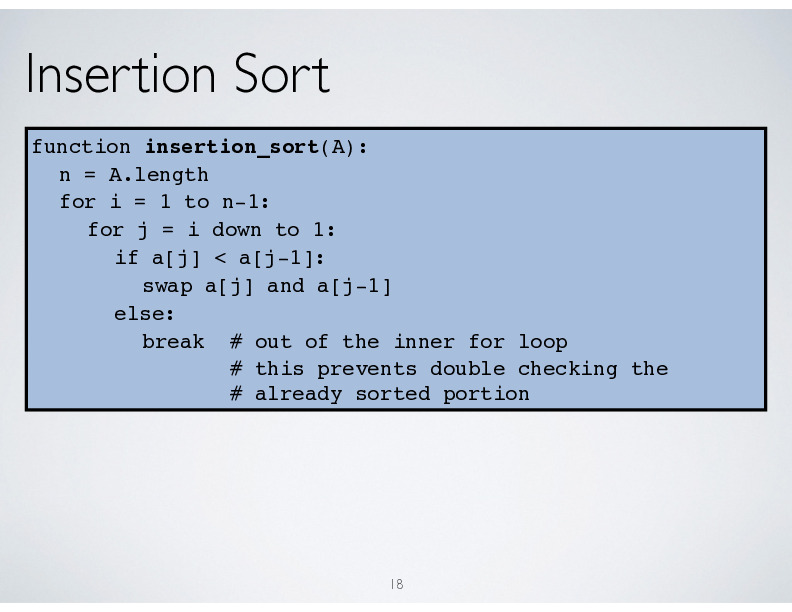 Insertion Sort
function insertion_sort(A):
  n = A.length
  for i = 1 to n-1:
    for j = i down to 1:
      if a[j] < a[j-1]:
        swap a[j] and a[j-1]
      else:
        break  # out of the inner for loop
               # this prevents double checking the
               # already sorted portion
18